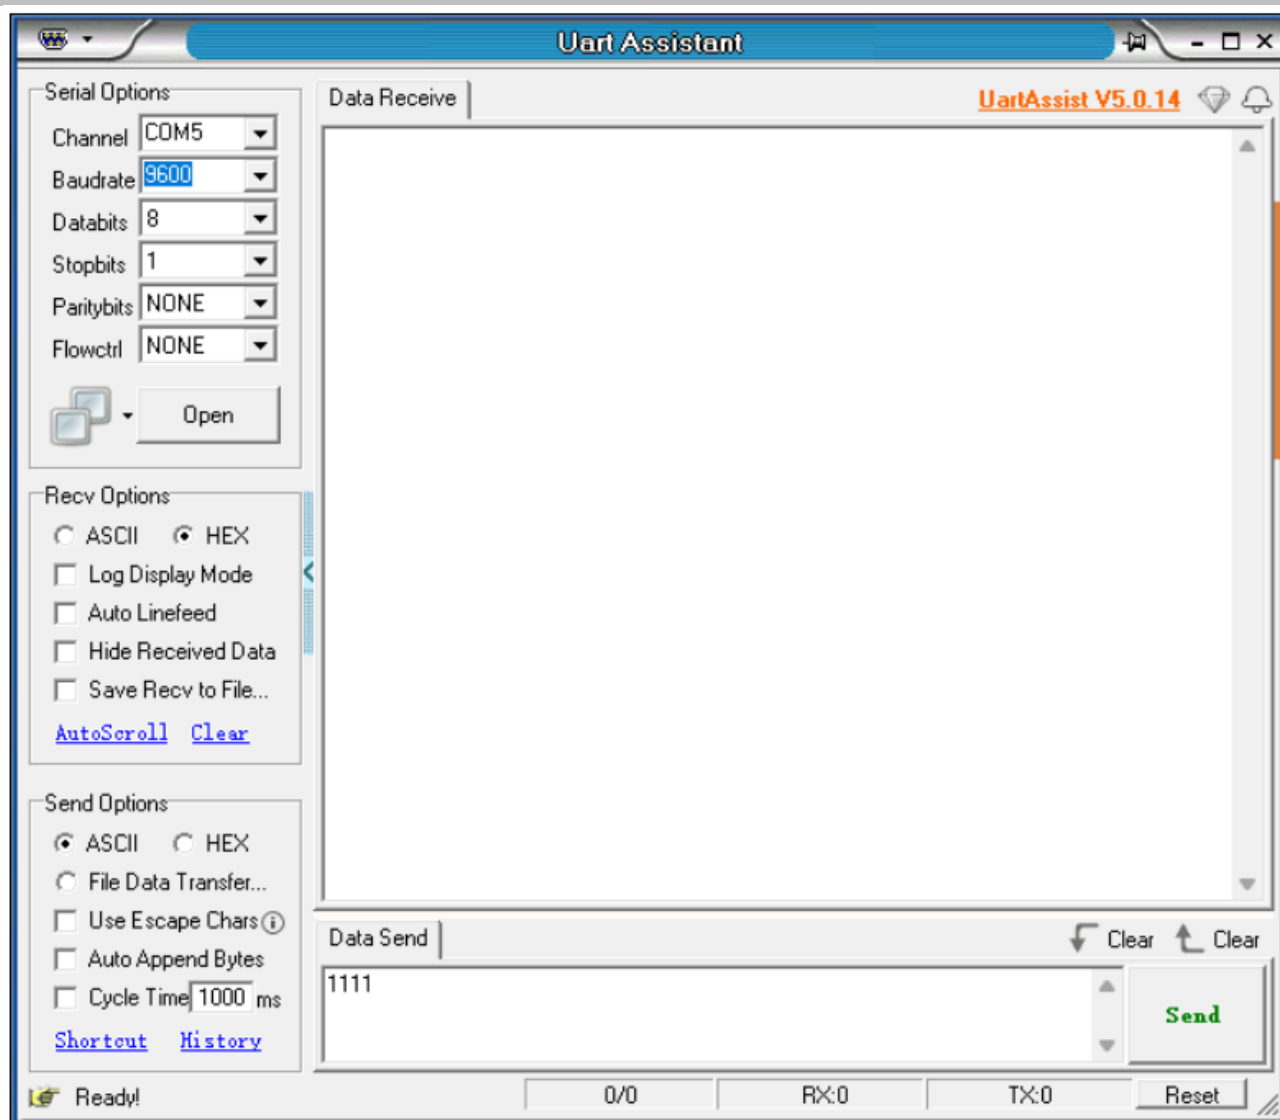 Uart Assistant
Serial Options
Channel COM5
Baudrate 9600
Databits 8
Stopbits 1
Paritybits NONE
Flowctrl NONE
Open
Recv Options
ASCII HEX
Log Display Mode
Auto Linefeed
Hide Received Data
Save Recv to File...
AutoScroll Clear
Send Options
ASCII HEX
File Data Transfer...
Use Escape Chars
Auto Append Bytes
Cycle Time 1000 ms
Shortcut History
Data Receive
UartAssist V5.0.14
Data Send
Clear Clear
1111
Send
Ready!
0/0 RX:0 TX:0 Reset